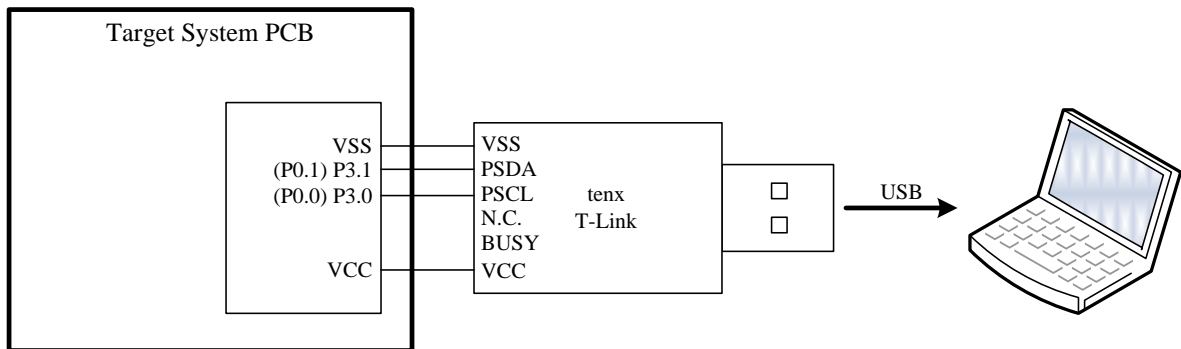 Target System PCB
VSS
(P0.1) P3.1
(P0.0) P3.0
VCC
VSS
PSDA
PSCL
N.C.
BUSY
VCC
tenx
T-Link
USB